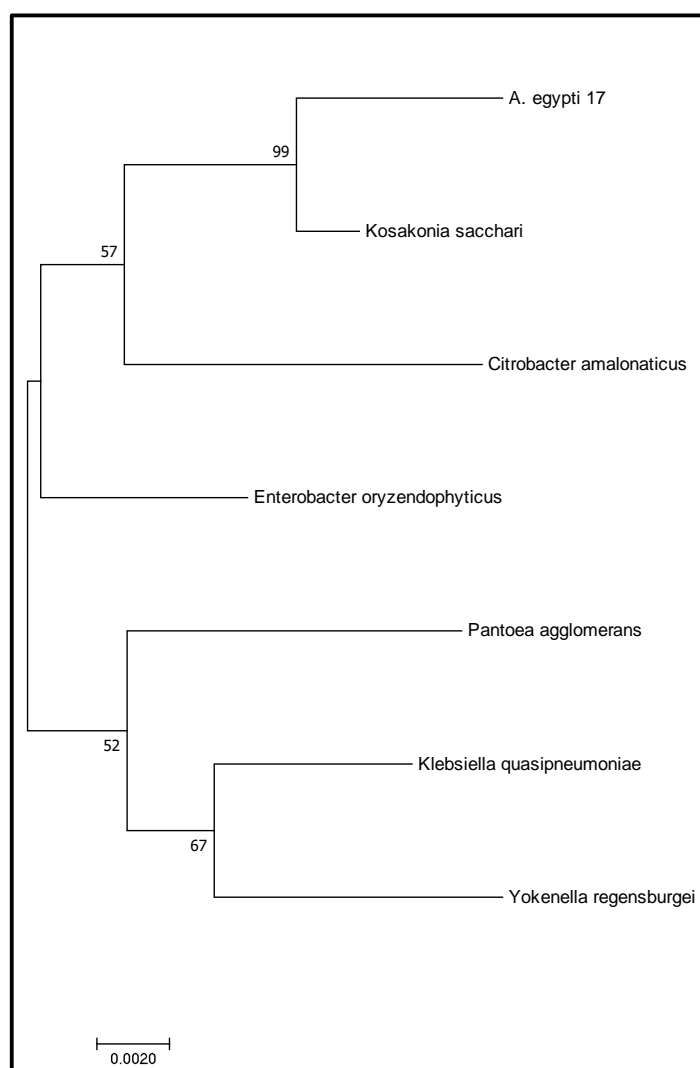 A. egypti 17
99
Kosakonia sacchari
57
Citrobacter amalonaticus
Enterobacter oryzendophyticus
Pantoea agglomerans
52
Klebsiella quasipneumoniae
67
Yokenella regensburgei
0.0020